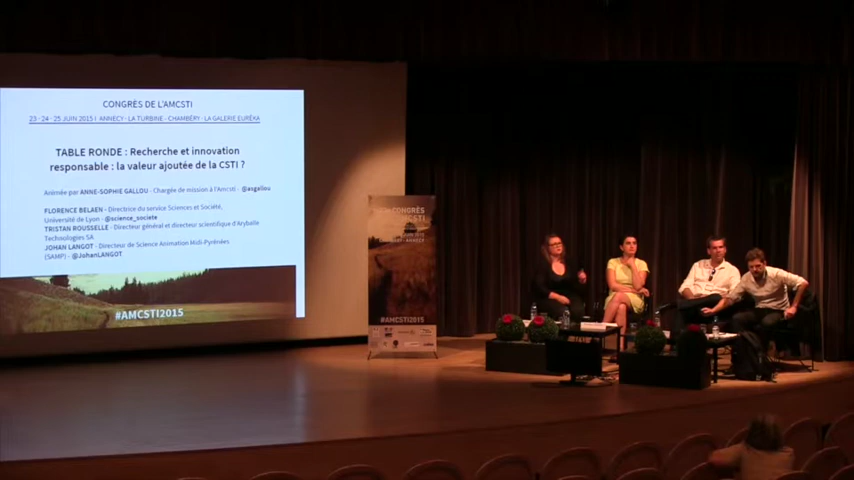 CONGRÈS DE L'AMCSTI
23 · 24 · 25 JUIN 2015 I ANNECY · LA TURBINE - CHAMBÉRY · LA GALERIE EURÊKA
TABLE RONDE : Recherche et innovation
responsable : la valeur ajoutée de la CSTI ?
Animée par ANNE-SOPHIE GALLOU - Chargée de mission à l'Amcsti - @asgallou
FLORENCE BELAEN - Directrice du service Sciences et Société,
Université de Lyon - @science_societe
TRISTAN ROUSSELLE - Directeur général et directeur scientifique d'Aryballe
Technologies SA
JOHAN LANGOT - Directeur de Science Animation Midi-Pyrénées
(SAMP) - @JohanLANGOT
#AMCSTI2015
CONGRÈS
#AMCSTI2015